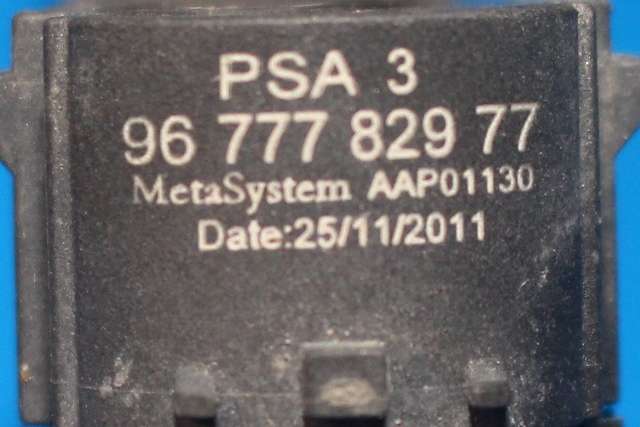 PSA 3
96 777 829 77
MetaSystem AAP01130
Date:25/11/2011